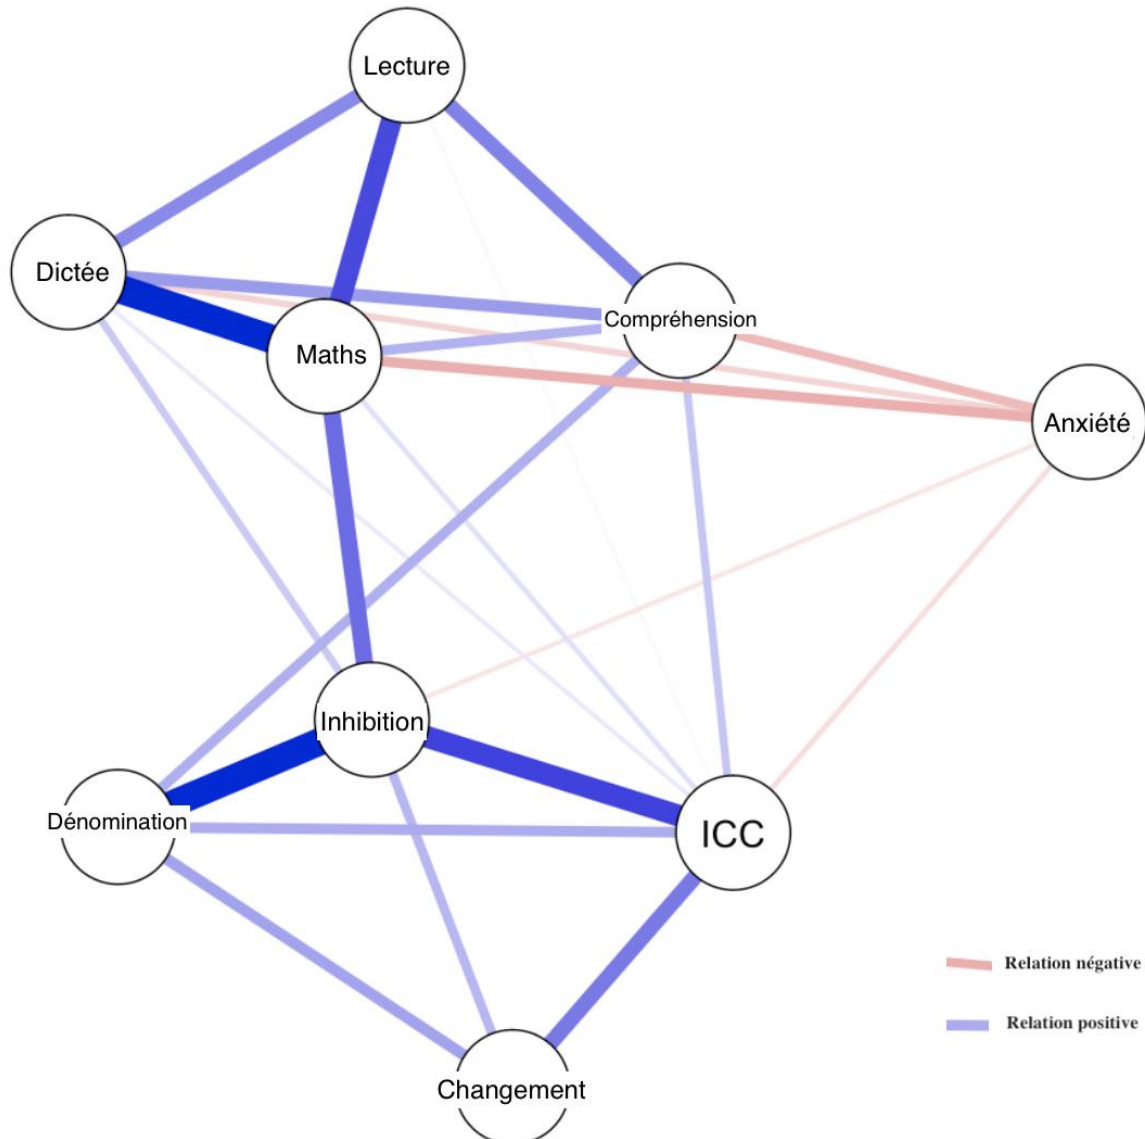 Lecture
Dictée
Compréhension
Maths
Anxiété
Inhibition
Dénomination
ICC
Relation négative
Relation positive
Changement